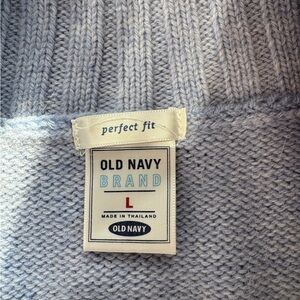 perfect fit
OLD NAVY
BRAND
L
MADE IN THAILAND
OLD NAVY